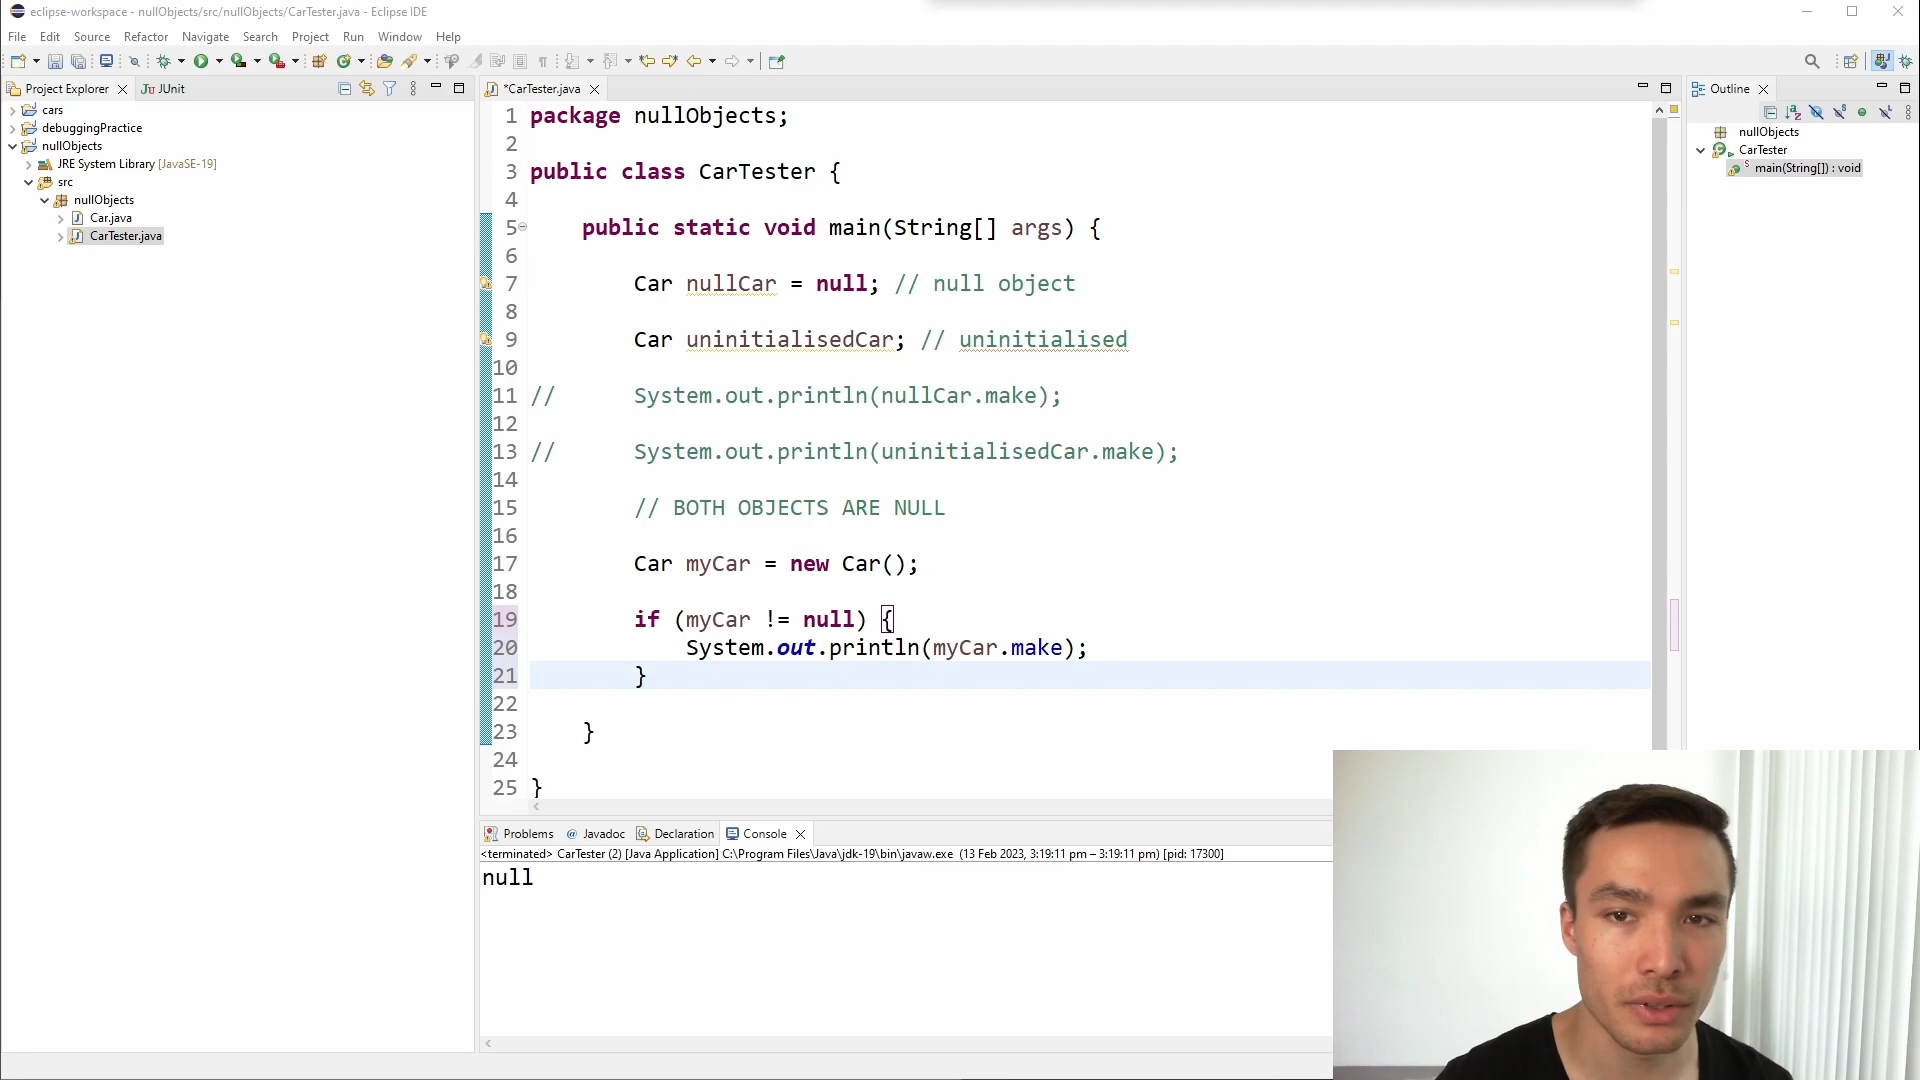 eclipse-workspace - nullObjects/src/nullObjects/CarTester.java - Eclipse IDE
File Edit Source Refactor Navigate Search Project Run Window Help
Project Explorer
JUnit
cars
debuggingPractice
nullObjects
JRE System Library [JavaSE-19]
src
nullObjects
Car.java
CarTester.java
*CarTester.java
1 package nullObjects;
2
3 public class CarTester {
4
5 public static void main(String[] args) {
6
7 Car nullCar = null; // null object
8
9 Car uninitialisedCar; // uninitialised
10
11 // System.out.println(nullCar.make);
12
13 // System.out.println(uninitialisedCar.make);
14
15 // BOTH OBJECTS ARE NULL
16
17 Car myCar = new Car();
18
19 if (myCar != null) {
20 System.out.println(myCar.make);
21 }
22
23 }
24
25 }
Outline
nullObjects
CarTester
main(String[]) : void
Problems Javadoc Declaration Console
<terminated> CarTester (2) [Java Application] C:\Program Files\Java\jdk-19\bin\javaw.exe (13 Feb 2023, 3:19:11 pm – 3:19:11 pm) [pid: 17300]
null